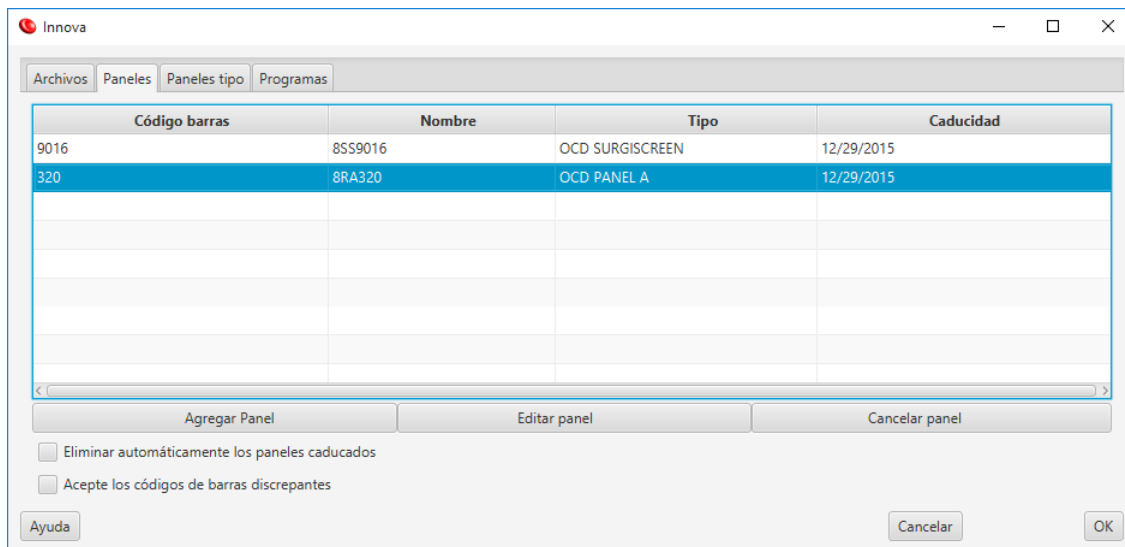 Innova
Archivos Paneles Paneles tipo Programas
Código barras Nombre Tipo Caducidad
9016 8SS9016 OCD SURGISCREEN 12/29/2015
320 8RA320 OCD PANEL A 12/29/2015
Agregar Panel Editar panel Cancelar panel
Eliminar automáticamente los paneles caducados
Acepte los códigos de barras discrepantes
Ayuda Cancelar OK